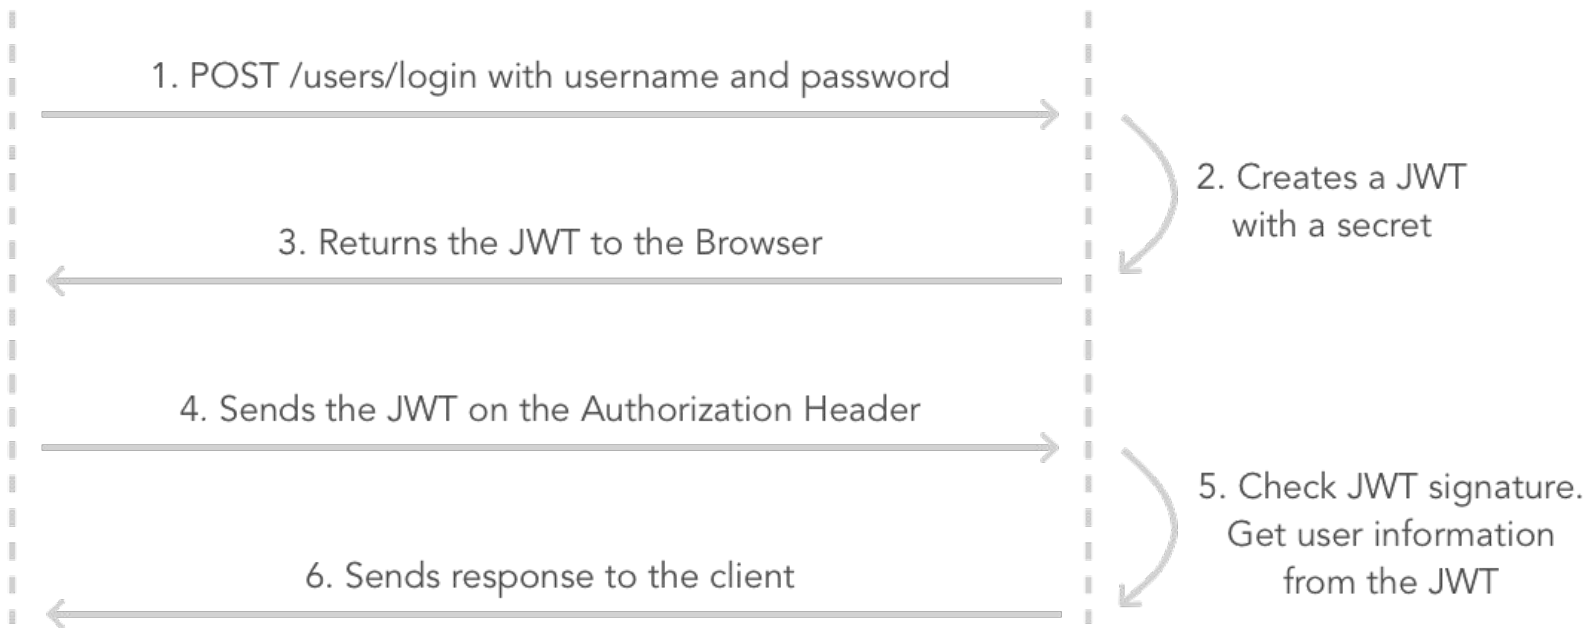 1. POST /users/login with username and password
2. Creates a JWT
with a secret
3. Returns the JWT to the Browser
4. Sends the JWT on the Authorization Header
5. Check JWT signature.
Get user information
from the JWT
6. Sends response to the client